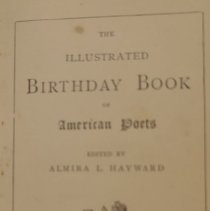 THE
ILLUSTRATED
BIRTHDAY BOOK
OF
American Poets
EDITED BY
ALMIRA L. HAYWARD